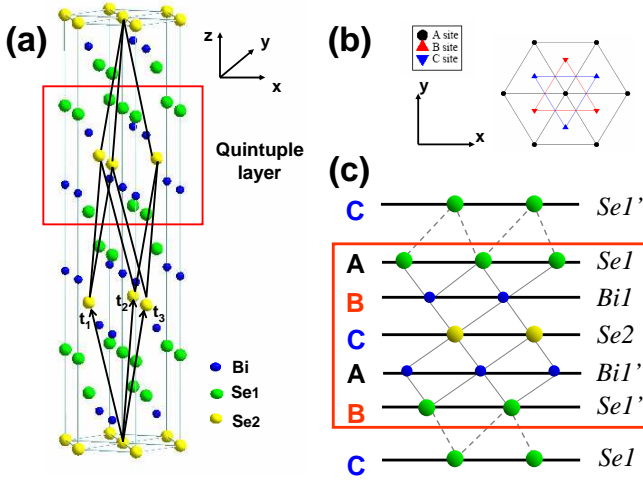 (a)
z
y
x
Quintuple
layer
t1
t2
t3
Bi
Se1
Se2
(b)
A site
B site
C site
y
x
(c)
C Se1'
A Se1
B Bi1
C Se2
A Bi1'
B Se1'
C Se1